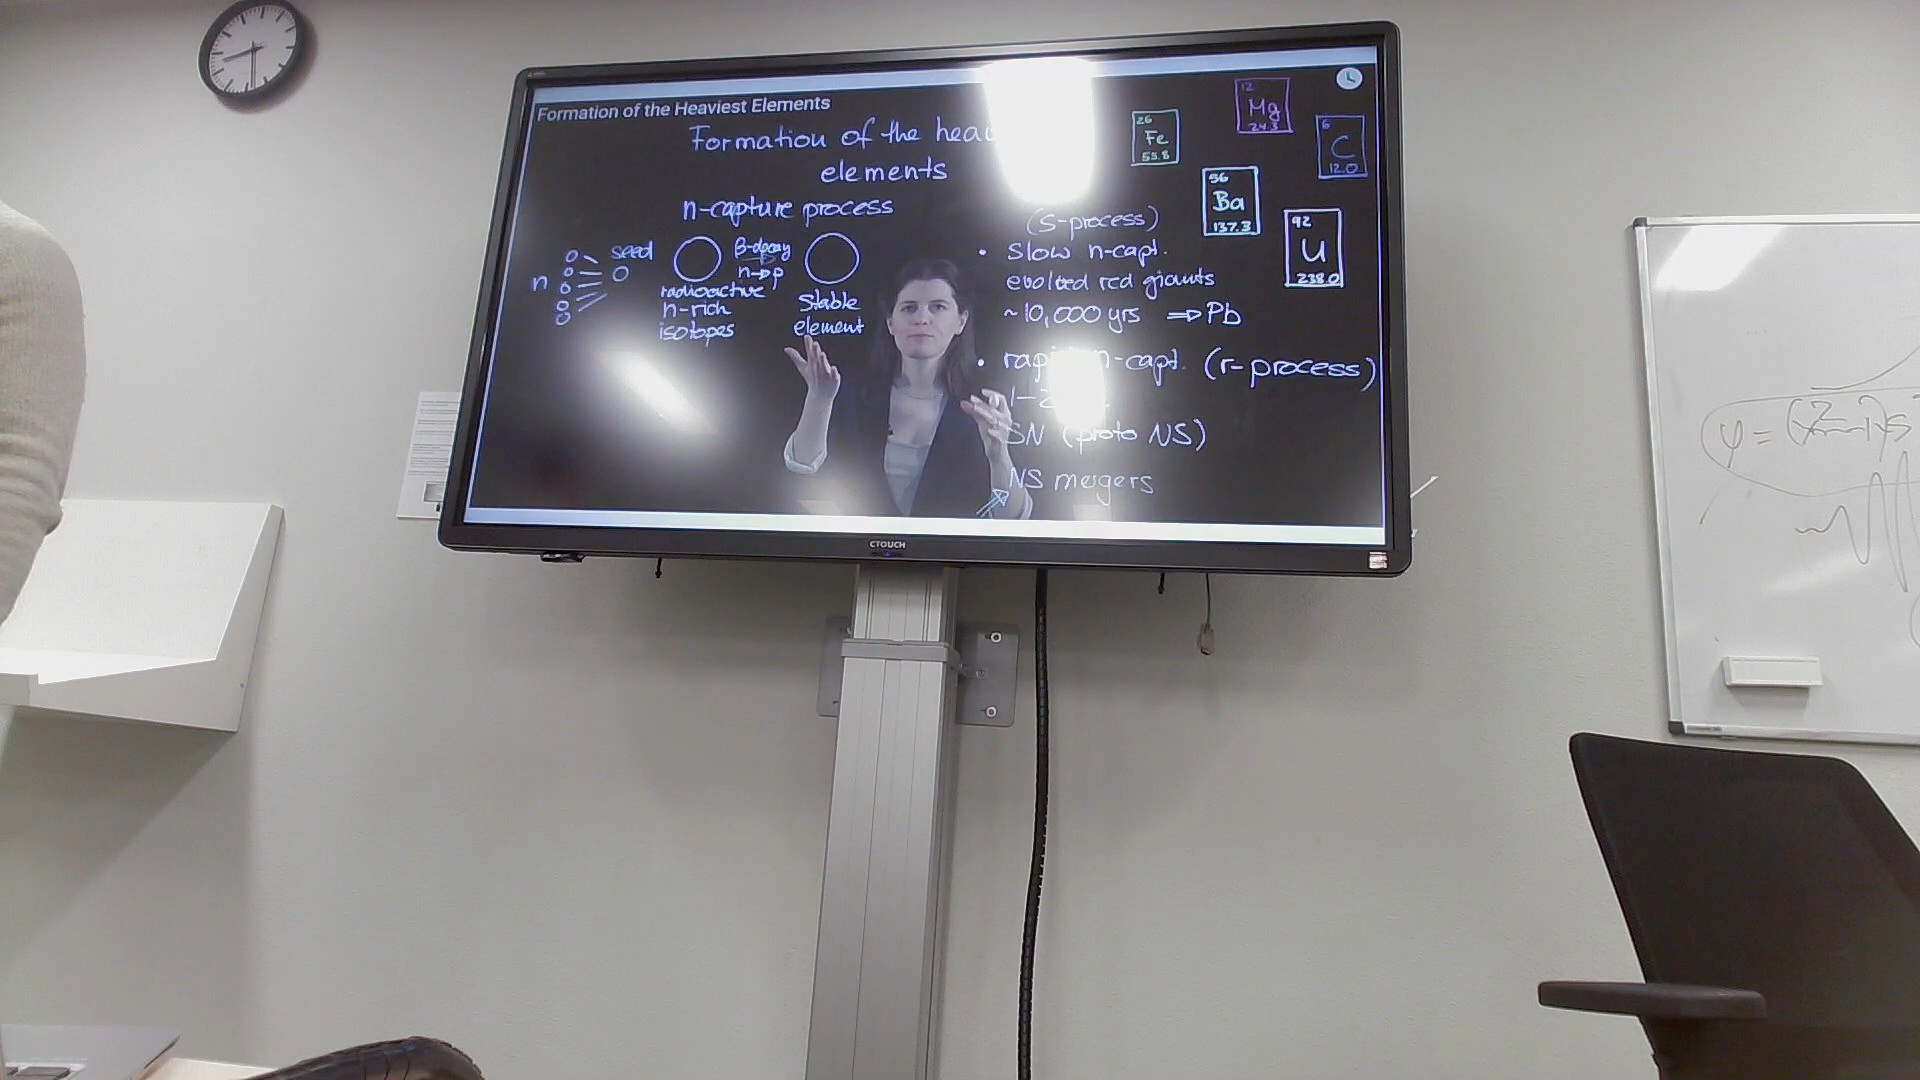 Formation of the Heaviest Elements
Formation of the
elements
n-capture process
n
seed
radioactive
n-rich
isotopes
β-decay
n→p
Stable
element
(s-process)
• Slow n-capt.
evolved red giants
~10,000 yrs ⇒ Pb
• n-capt. (r-process)
SN (proto NS)
NS mergers
26
Fe
55.8
12
Mg
24.3
6
C
12.0
56
Ba
137.3
92
U
238.0
CTOUCH